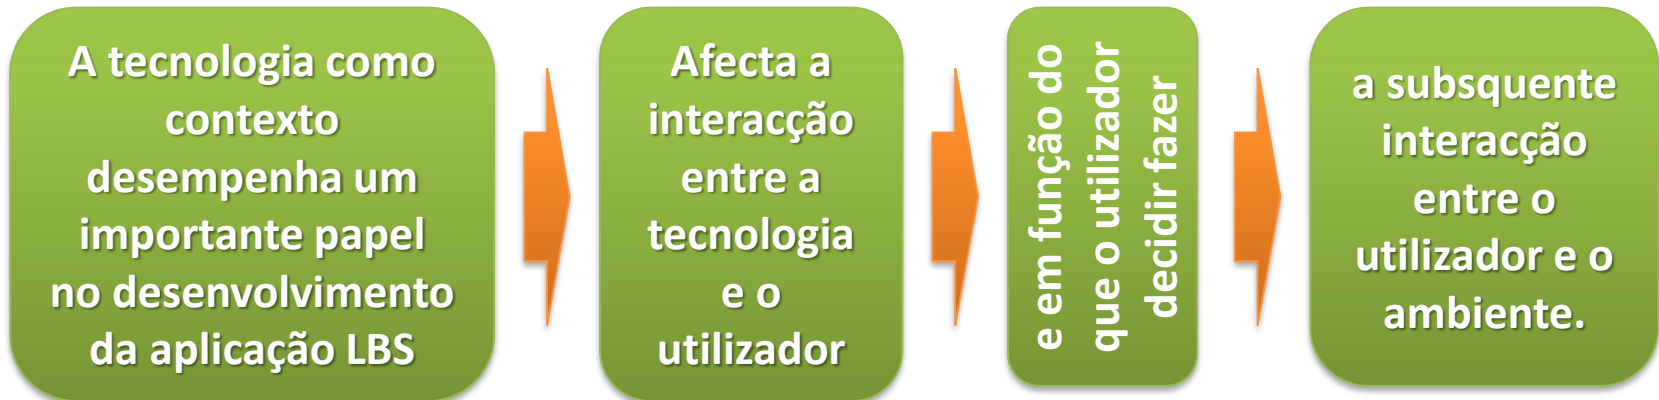 A tecnologia como
contexto
desempenha um
importante papel
no desenvolvimento
da aplicação LBS
Afecta a
interacção
entre a
tecnologia
e o
utilizador
e em função do
que o utilizador
decidir fazer
a subsquente
interacção
entre o
utilizador e o
ambiente.